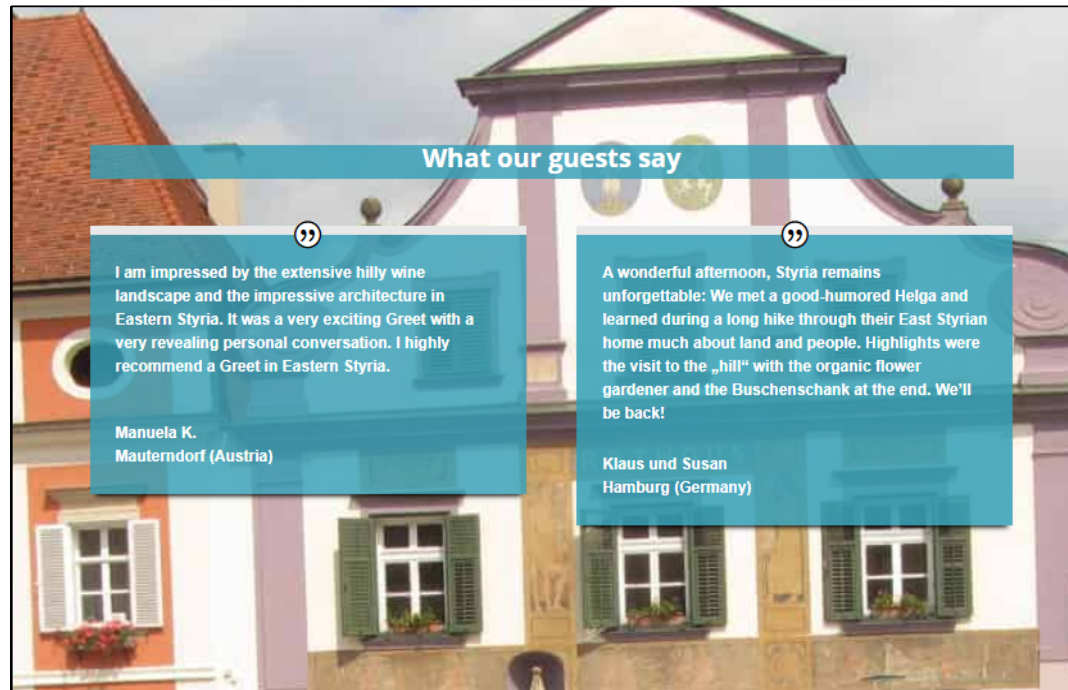 What our guests say
I am impressed by the extensive hilly wine
landscape and the impressive architecture in
Eastern Styria. It was a very exciting Greet with a
very revealing personal conversation. I highly
recommend a Greet in Eastern Styria.
Manuela K.
Mauterndorf (Austria)
A wonderful afternoon, Styria remains
unforgettable: We met a good-humored Helga and
learned during a long hike through their East Styrian
home much about land and people. Highlights were
the visit to the „hill“ with the organic flower
gardener and the Buschenschank at the end. We’ll
be back!
Klaus und Susan
Hamburg (Germany)